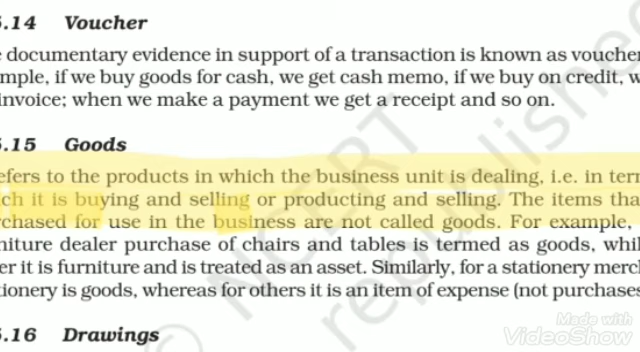 .14 Voucher
documentary evidence in support of a transaction is known as voucher
mple, if we buy goods for cash, we get cash memo, if we buy on credit, w
invoice; when we make a payment we get a receipt and so on.
.15 Goods
efers to the products in which the business unit is dealing, i.e. in term
ch it is buying and selling or producting and selling. The items tha
rchased for use in the business are not called goods. For example,
niture dealer purchase of chairs and tables is termed as goods, whil
er it is furniture and is treated as an asset. Similarly, for a stationery merc
tionery is goods, whereas for others it is an item of expense (not purchases
.16 Drawings
© NCERT
republished
Made with
VideoShow